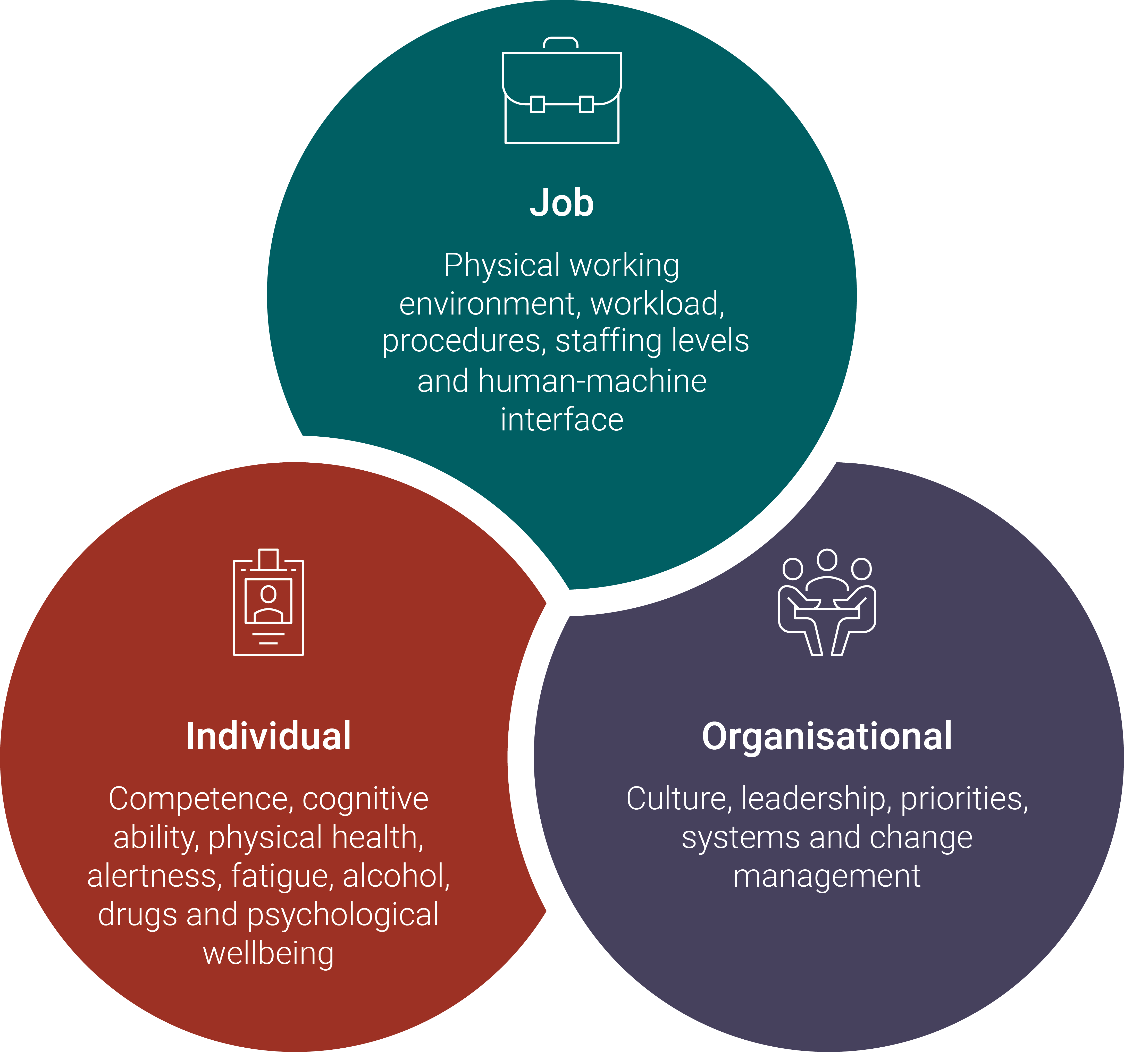 Job
Physical working
environment, workload,
procedures, staffing levels
and human-machine
interface
Individual
Competence, cognitive
ability, physical health,
alertness, fatigue, alcohol,
drugs and psychological
wellbeing
Organisational
Culture, leadership, priorities,
systems and change
management